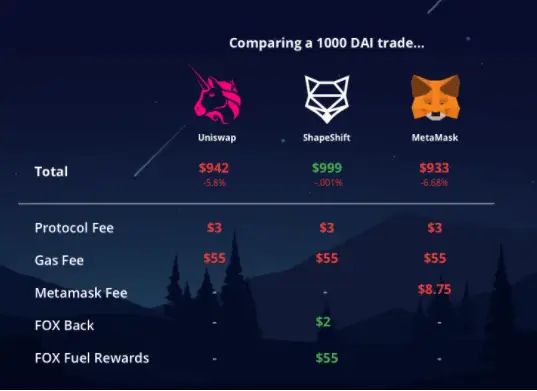 Comparing a 1000 DAI trade...
Uniswap ShapeShift MetaMask
Total $942 $999 $933
-5.8% -.001% -6.68%
Protocol Fee $3 $3 $3
Gas Fee $55 $55 $55
Metamask Fee - - $8.75
FOX Back - $2 -
FOX Fuel Rewards - $55 -